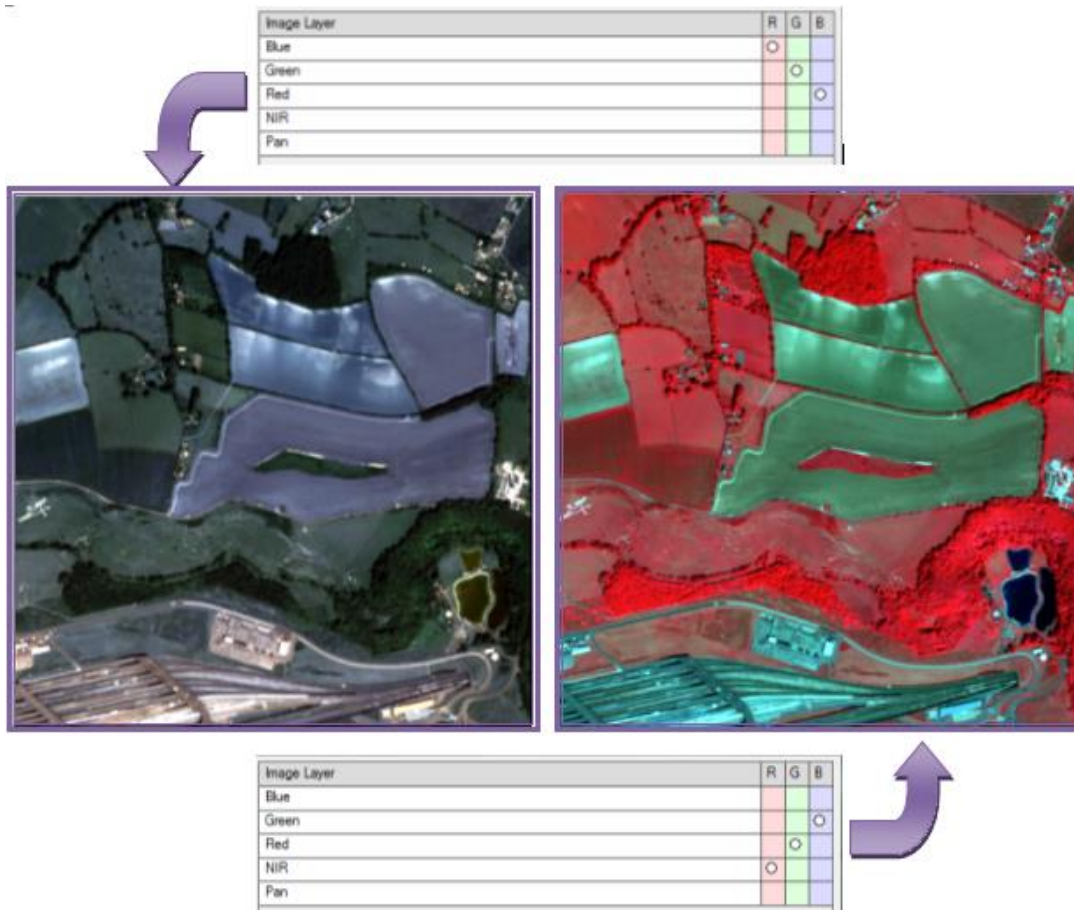 Image Layer R G B
Blue
Green
Red
NIR
Pan
Image Layer R G B
Blue
Green
Red
NIR
Pan